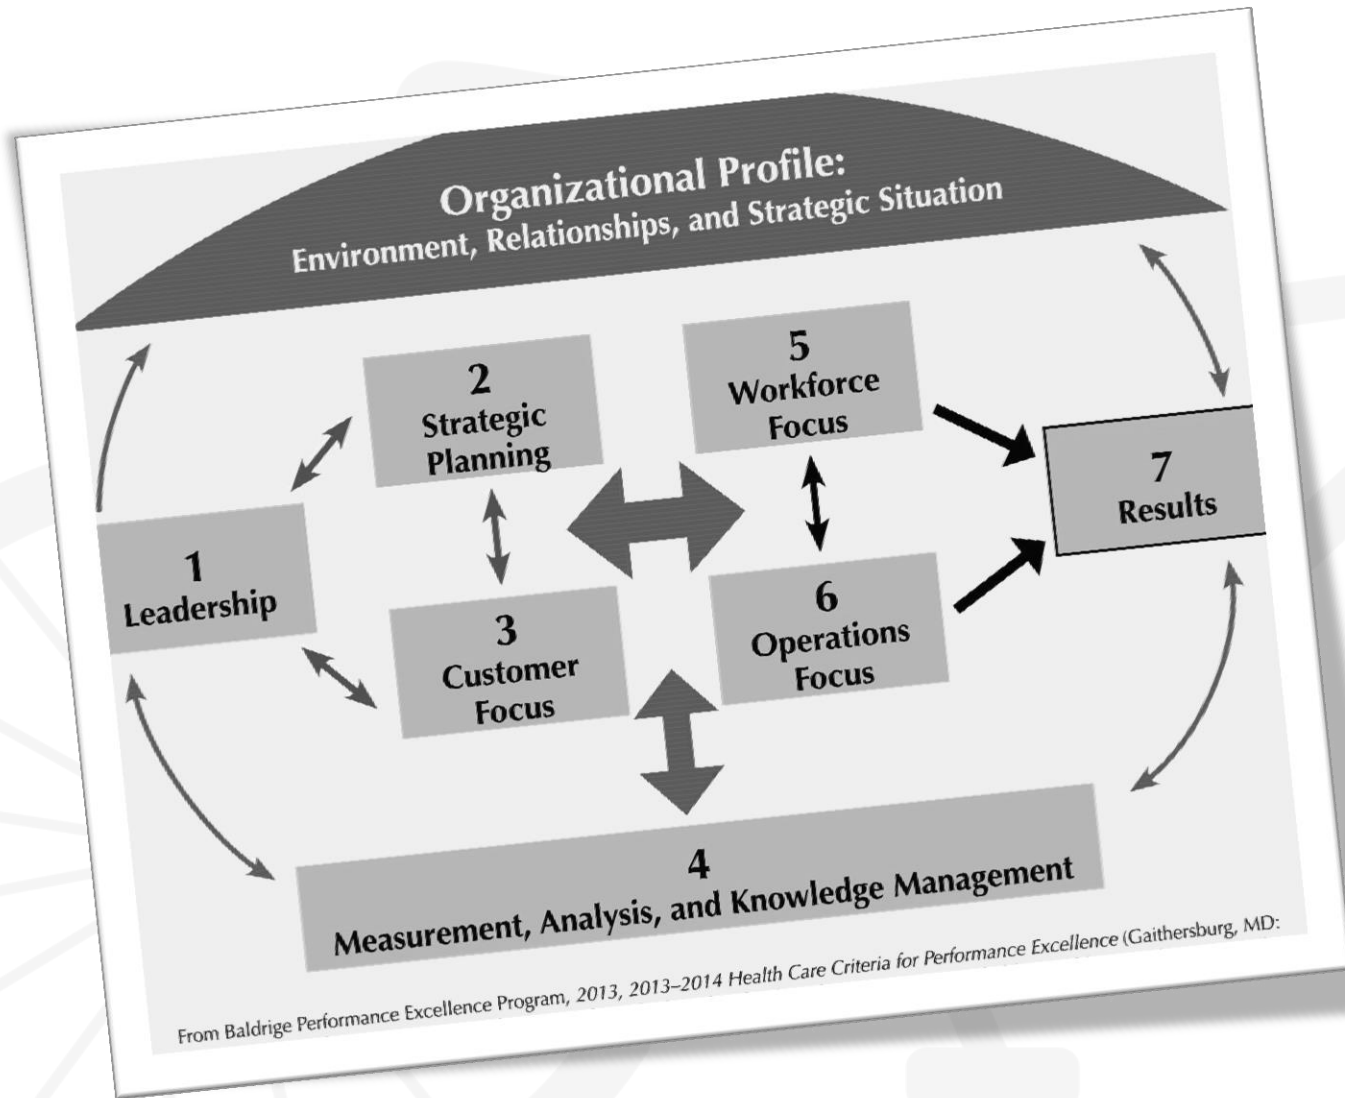 Organizational Profile:
Environment, Relationships, and Strategic Situation
2
Strategic
Planning
5
Workforce
Focus
7
Results
1
Leadership
3
Customer
Focus
6
Operations
Focus
4
Measurement, Analysis, and Knowledge Management
From Baldrige Performance Excellence Program, 2013, 2013–2014 Health Care Criteria for Performance Excellence (Gaithersburg, MD: